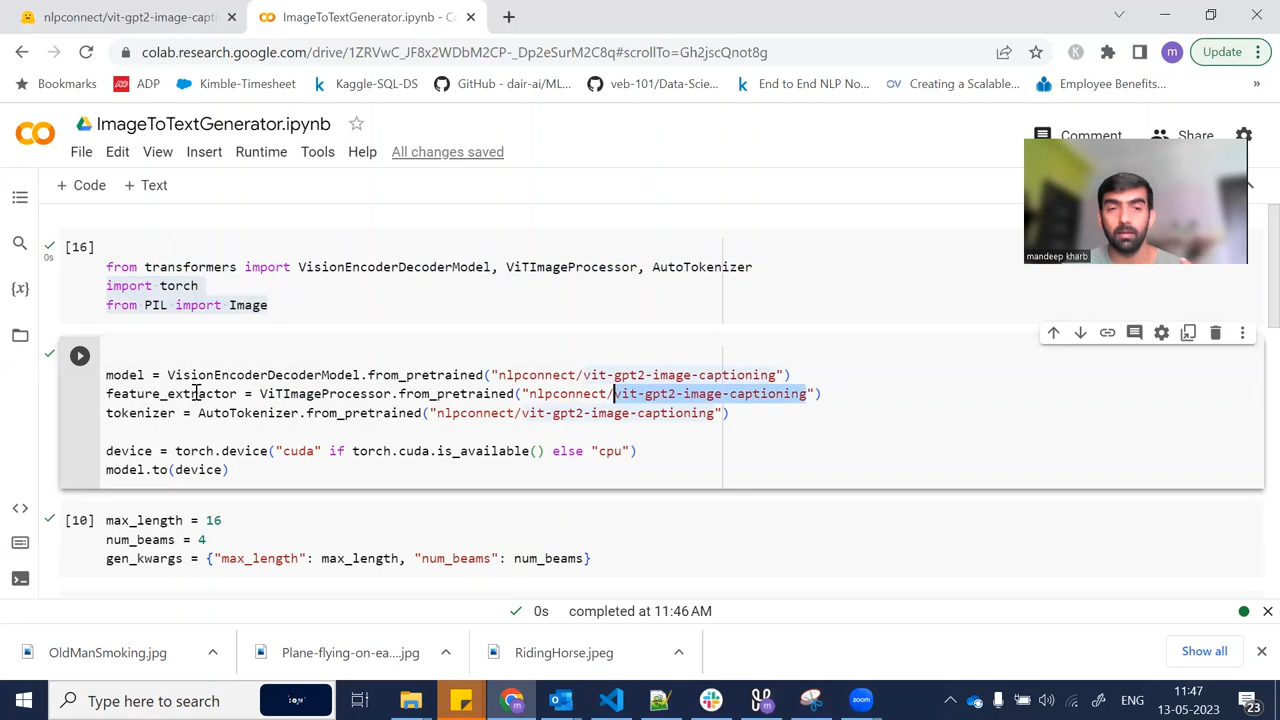 nlpconnect/vit-gpt2-image-capti
ImageToTextGenerator.ipynb - Co
colab.research.google.com/drive/1ZRVwC_JF8x2WDbM2CP-_Dp2eSurM2C8q#scrollTo=Gh2jscQnot8g
K
m
Update
Bookmarks
ADP
Kimble-Timesheet
Kaggle-SQL-DS
GitHub - dair-ai/ML...
veb-101/Data-Scie...
End to End NLP No...
Creating a Scalable...
Employee Benefits...
»
ImageToTextGenerator.ipynb
Comment
Share
File Edit View Insert Runtime Tools Help All changes saved
+ Code + Text
mandeep kharb
[16]
0s
from transformers import VisionEncoderDecoderModel, ViTImageProcessor, AutoTokenizer
import torch
from PIL import Image
model = VisionEncoderDecoderModel.from_pretrained("nlpconnect/vit-gpt2-image-captioning")
feature_extractor = ViTImageProcessor.from_pretrained("nlpconnect/vit-gpt2-image-captioning")
tokenizer = AutoTokenizer.from_pretrained("nlpconnect/vit-gpt2-image-captioning")
device = torch.device("cuda" if torch.cuda.is_available() else "cpu")
model.to(device)
[10] max_length = 16
num_beams = 4
gen_kwargs = {"max_length": max_length, "num_beams": num_beams}
0s completed at 11:46 AM
OldManSmoking.jpg
Plane-flying-on-ea....jpg
RidingHorse.jpeg
Show all
Type here to search
ENG
11:47
13-05-2023
23
zoom